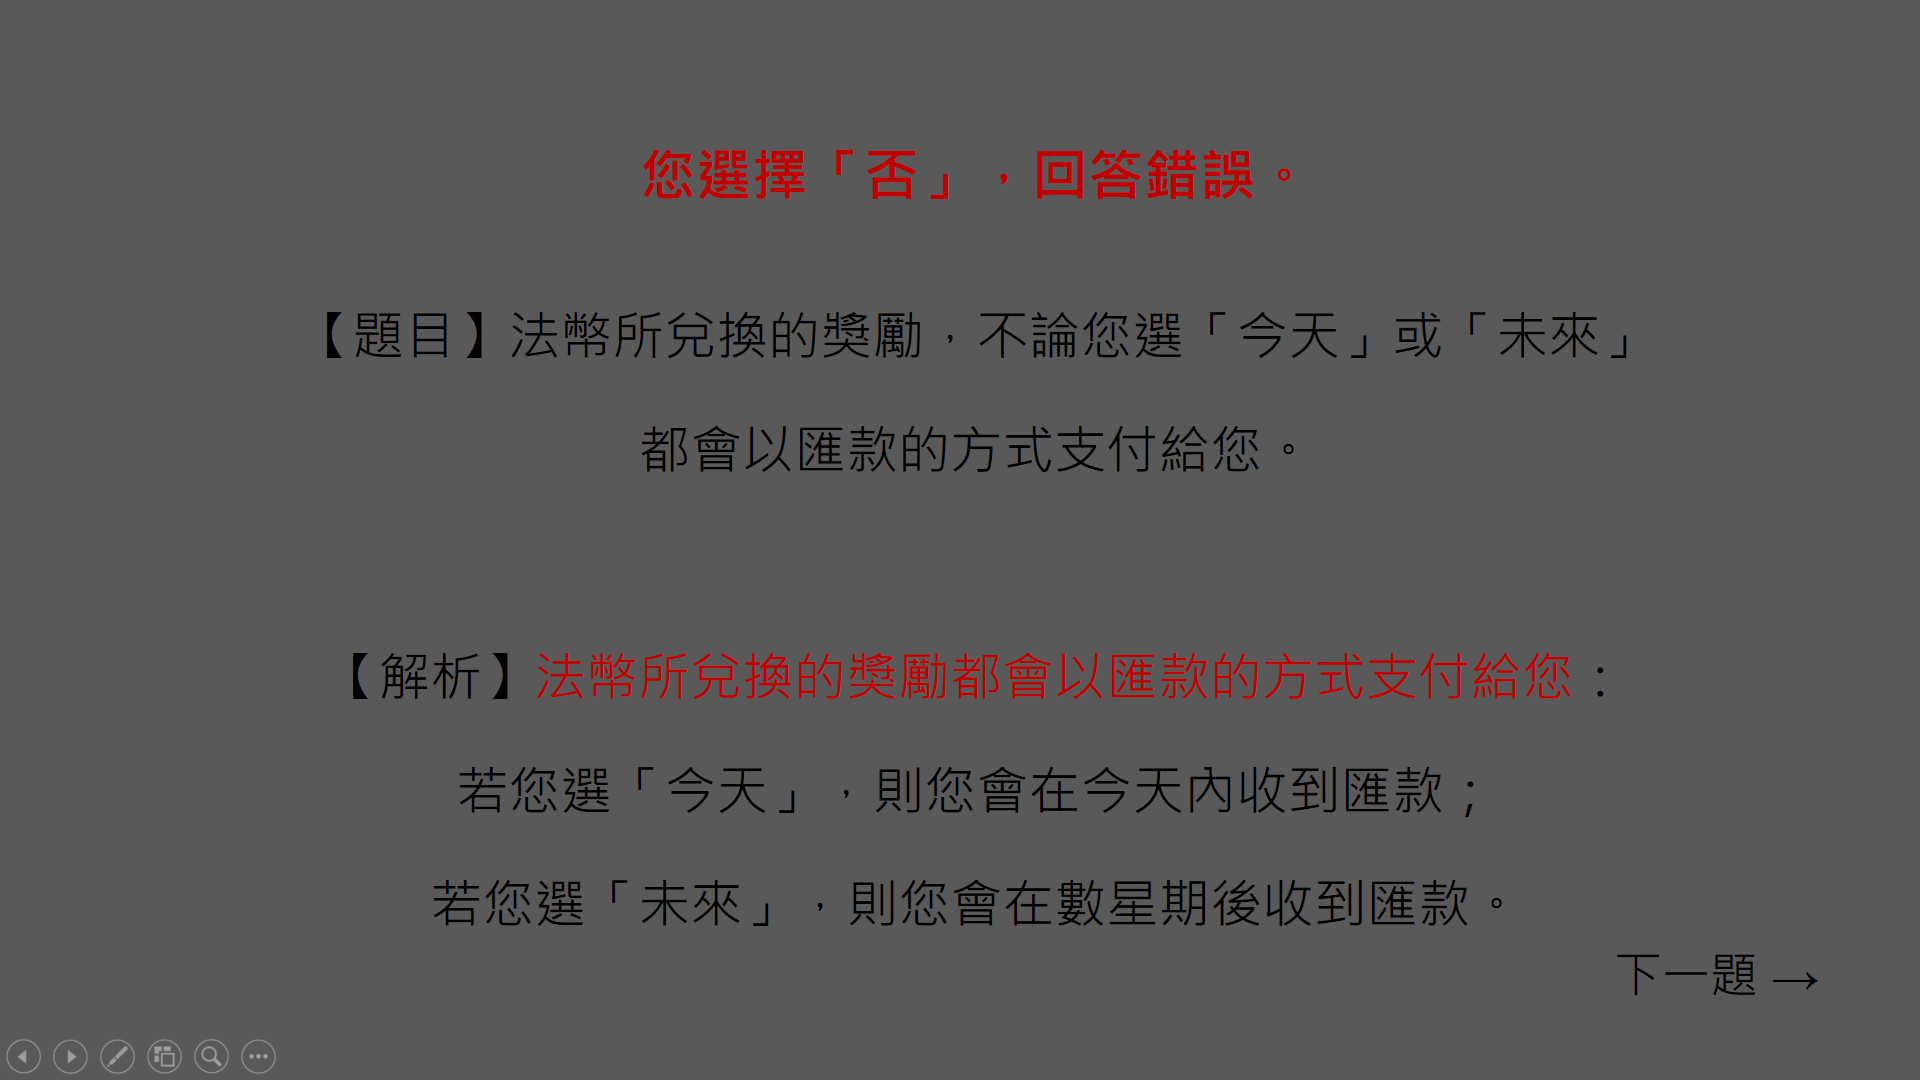 您選擇「否」，回答錯誤。
【題目】法幣所兌換的獎勵，不論您選「今天」或「未來」
都會以匯款的方式支付給您。
【解析】法幣所兌換的獎勵都會以匯款的方式支付給您：
若您選「今天」，則您會在今天內收到匯款；
若您選「未來」，則您會在數星期後收到匯款。
下一題→